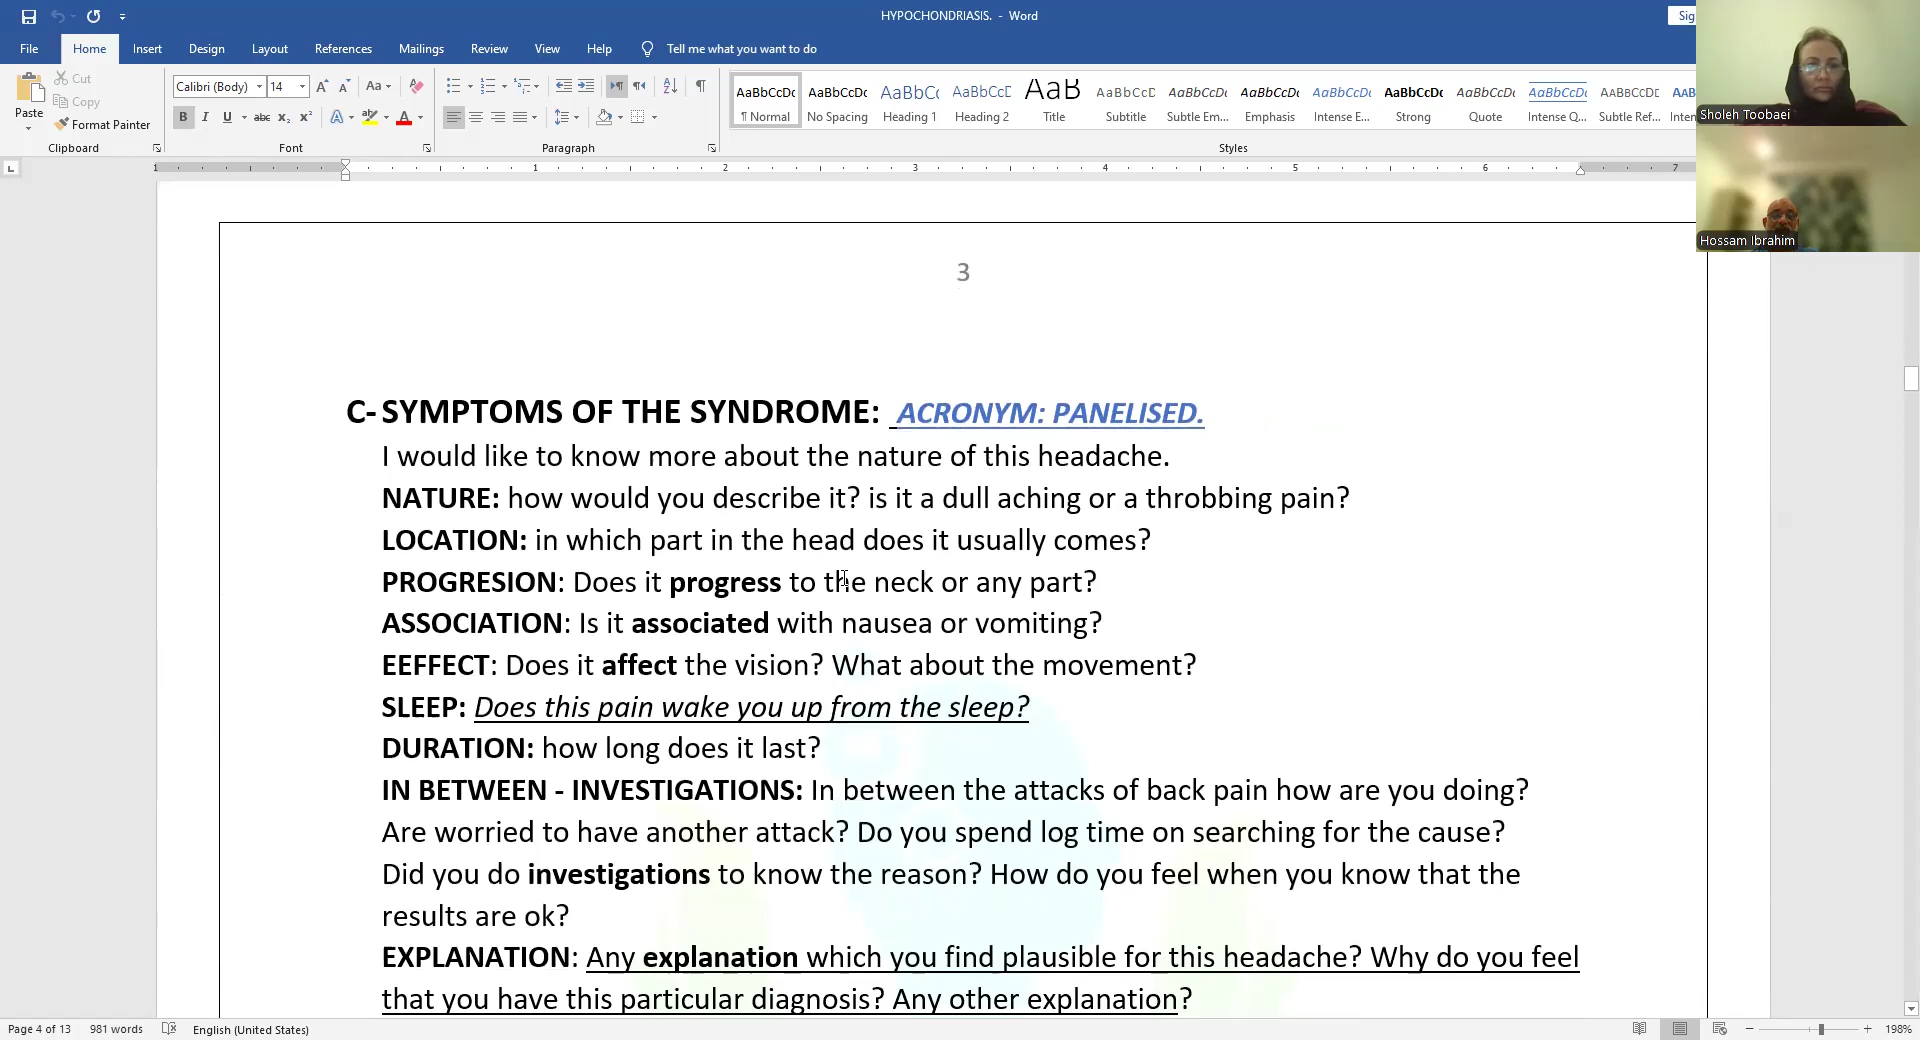 HYPOCHONDRIASIS. - Word
Sig
File Home Insert Design Layout References Mailings Review View Help Tell me what you want to do
Paste
Cut
Copy
Format Painter
Clipboard
Calibri (Body) 14
Font
Paragraph
AaBbCcDc AaBbCcDc AaBbCc AaBbCcD AaB AaBbCcD AaBbCcDc AaBbCcDc AaBbCcDc AaBbCcDc AaBbCcDc AaBbCcDc AABBCCDE AAB
¶ Normal No Spacing Heading 1 Heading 2 Title Subtitle Subtle Em... Emphasis Intense E... Strong Quote Intense Q... Subtle Ref...
Styles
Sholeh Toobaei
Hossam Ibrahim
1 1 2 3 4 5 6 7
3
C- SYMPTOMS OF THE SYNDROME: ACRONYM: PANELISED.
I would like to know more about the nature of this headache.
NATURE: how would you describe it? is it a dull aching or a throbbing pain?
LOCATION: in which part in the head does it usually comes?
PROGRESION: Does it progress to the neck or any part?
ASSOCIATION: Is it associated with nausea or vomiting?
EEFFECT: Does it affect the vision? What about the movement?
SLEEP: Does this pain wake you up from the sleep?
DURATION: how long does it last?
IN BETWEEN - INVESTIGATIONS: In between the attacks of back pain how are you doing?
Are worried to have another attack? Do you spend log time on searching for the cause?
Did you do investigations to know the reason? How do you feel when you know that the
results are ok?
EXPLANATION: Any explanation which you find plausible for this headache? Why do you feel
that you have this particular diagnosis? Any other explanation?
Page 4 of 13 981 words English (United States) 198%